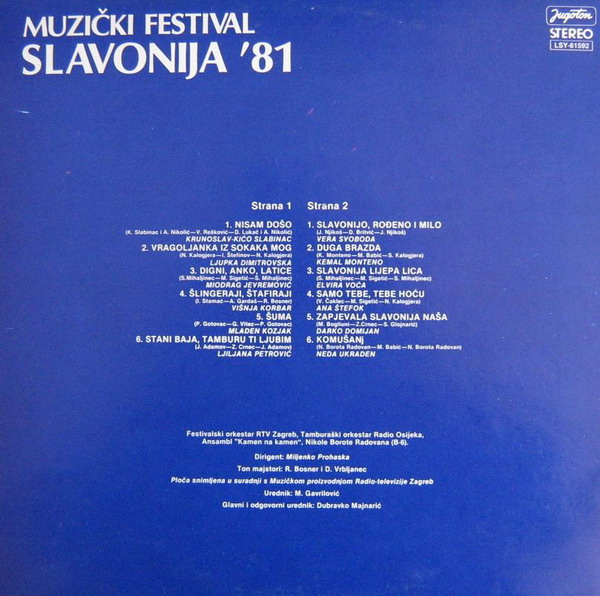 MUZIČKI FESTIVAL
SLAVONIJA '81
Jugoton
STEREO
LSY-61592
Strana 1
1. NISAM DOŠO
(K. Slabinac i A. Nikolić—V. Rešković—D. Lukač i A. Nikolić)
KRUNOSLAV-KIĆO SLABINAC
2. VRAGOLJANKA IZ SOKAKA MOG
(N. Kalogjera—I. Štefinov—N. Kalogjera)
LJUPKA DIMITROVSKA
3. DIGNI, ANKO, LATICE
(S. Mihaljinec—M. Sigetić—S. Mihaljinec)
MIODRAG JEVREMOVIĆ
4. ŠLINGERAJI, ŠTAFIRAJI
(I. Stamać—A. Gardaš—R. Bosner)
VIŠNJA KORBAR
5. ŠUMA
(P. Gotovac—G. Vitez—P. Gotovac)
MLADEN KOZJAK
6. STANI BAJA, TAMBURU TI LJUBIM
(J. Adamov—Z. Crnec—J. Adamov)
LJILJANA PETROVIĆ
Strana 2
1. SLAVONIJO, ROĐENO I MILO
(J. Njikoš—D. Britvić—J. Njikoš)
VERA SVOBODA
2. DUGA BRAZDA
(K. Monteno—M. Babić—S. Kalogjera)
KEMAL MONTENO
3. SLAVONIJA LIJEPA LICA
(S. Mihaljinec—M. Sigetić—S. Mihaljinec)
ELVIRA VOĆA
4. SAMO TEBE, TEBE HOĆU
(V. Čaklec—M. Sigetić—N. Kalogjera)
ANA ŠTEFOK
5. ZAPJEVALA SLAVONIJA NAŠA
(M. Bogliuni—Z.Crnec—S. Glojnarić)
DARKO DOMIJAN
6. KOMUŠANJ
(N. Borota Radovan—M. Babić—N. Borota Radovan)
NEDA UKRADEN
Festivalski orkestar RTV Zagreb, Tamburaški orkestar Radio Osijeka,
Ansambl "Kamen na kamen", Nikole Borote Radovana (B-6).
Dirigent: Miljenko Prohaska
Ton majstori: R. Bosner i D. Vrbljanec
Ploča snimljena u suradnji s Muzičkom proizvodnjom Radio-televizije Zagreb
Urednik: M. Gavrilović
Glavni i odgovorni urednik: Dubravko Majnarić